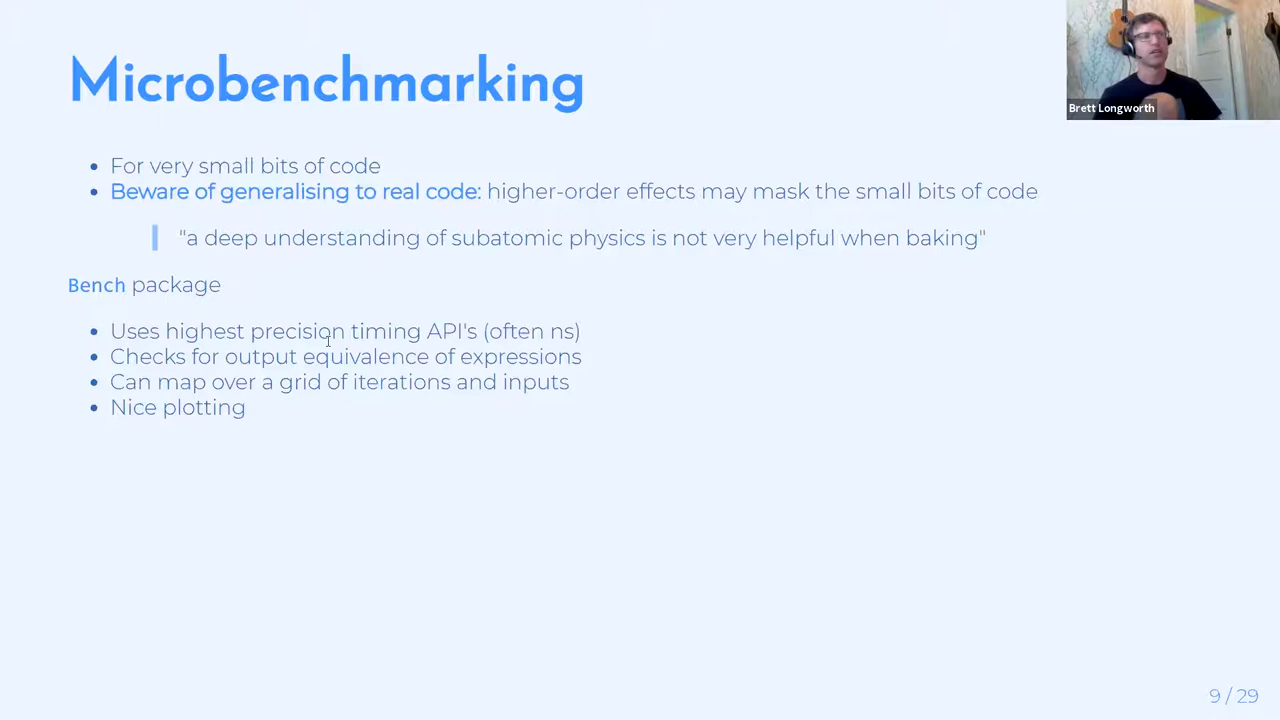 Microbenchmarking
Brett Longworth
For very small bits of code
Beware of generalising to real code: higher-order effects may mask the small bits of code
"a deep understanding of subatomic physics is not very helpful when baking"
Bench package
Uses highest precision timing API's (often ns)
Checks for output equivalence of expressions
Can map over a grid of iterations and inputs
Nice plotting
9 / 29